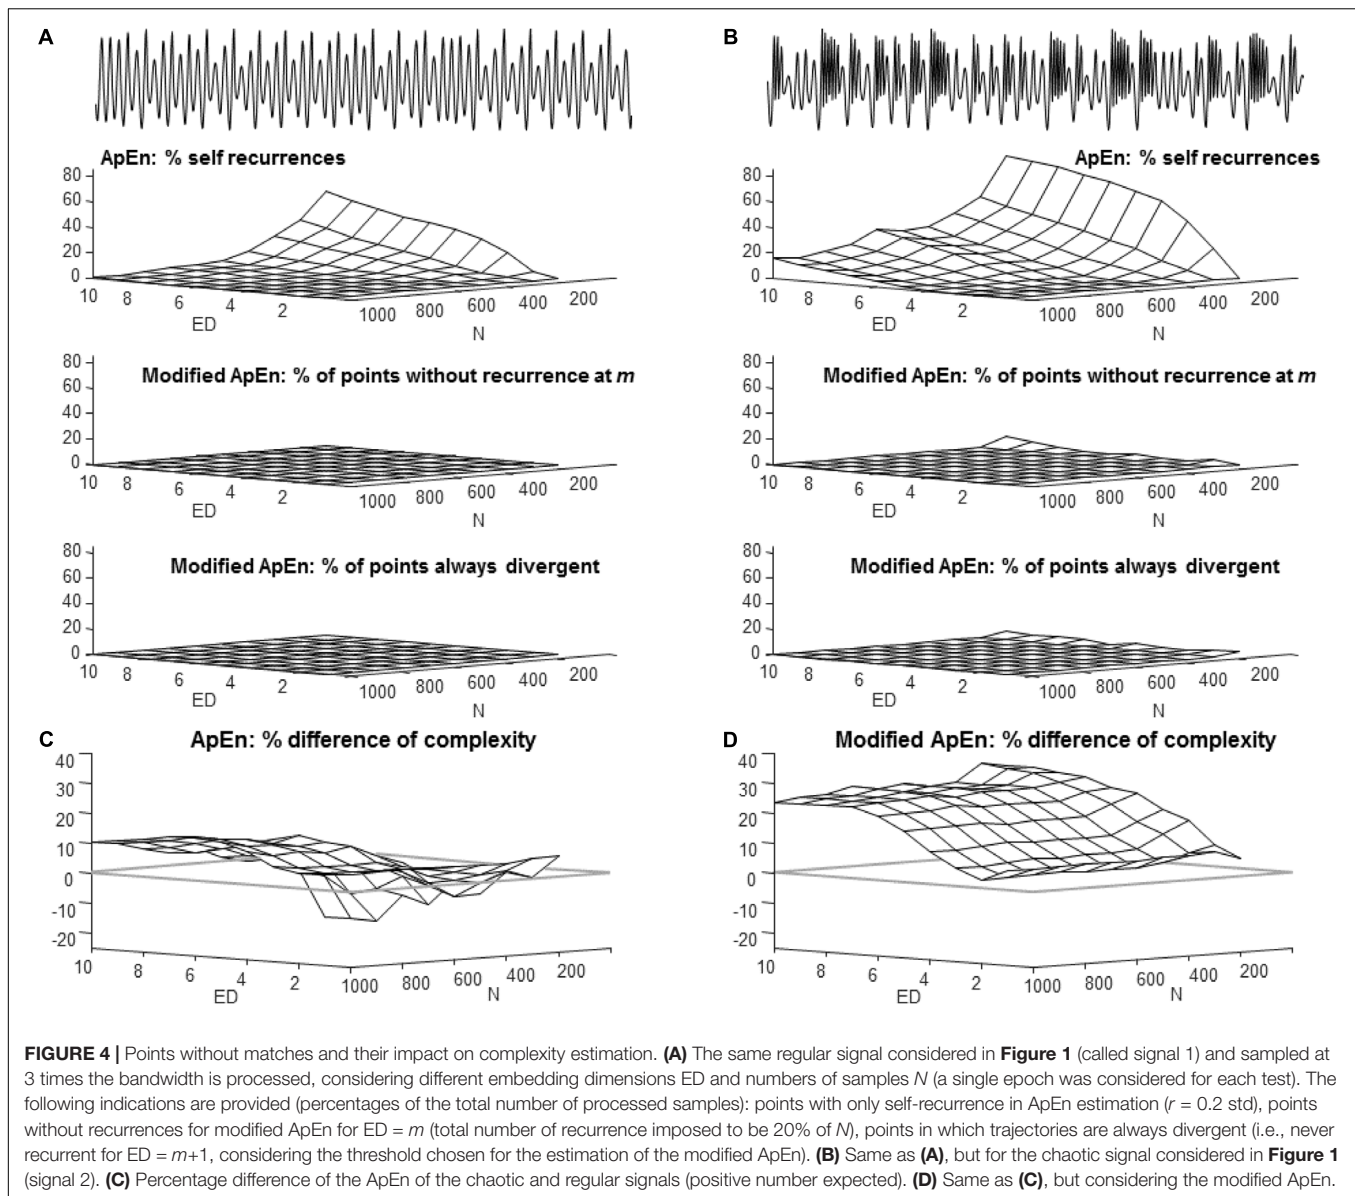 A
B
ApEn: % self recurrences
80
60
40
20
0
10 8 6 4 2
ED
1000 800 600 400 200
N
ApEn: % self recurrences
80
60
40
20
0
10 8 6 4 2
ED
1000 800 600 400 200
N
Modified ApEn: % of points without recurrence at m
80
60
40
20
0
10 8 6 4 2
ED
1000 800 600 400 200
N
Modified ApEn: % of points without recurrence at m
80
60
40
20
0
10 8 6 4 2
ED
1000 800 600 400 200
N
Modified ApEn: % of points always divergent
80
60
40
20
0
10 8 6 4 2
ED
1000 800 600 400 200
N
Modified ApEn: % of points always divergent
80
60
40
20
0
10 8 6 4 2
ED
1000 800 600 400 200
N
C
ApEn: % difference of complexity
40
30
20
10
0
-10
-20
10 8 6 4 2
ED
1000 800 600 400 200
N
D
Modified ApEn: % difference of complexity
40
30
20
10
0
-10
-20
10 8 6 4 2
ED
1000 800 600 400 200
N
FIGURE 4 | Points without matches and their impact on complexity estimation. (A) The same regular signal considered in Figure 1 (called signal 1) and sampled at
3 times the bandwidth is processed, considering different embedding dimensions ED and numbers of samples N (a single epoch was considered for each test). The
following indications are provided (percentages of the total number of processed samples): points with only self-recurrence in ApEn estimation (r = 0.2 std), points
without recurrences for modified ApEn for ED = m (total number of recurrence imposed to be 20% of N), points in which trajectories are always divergent (i.e., never
recurrent for ED = m+1, considering the threshold chosen for the estimation of the modified ApEn). (B) Same as (A), but for the chaotic signal considered in Figure 1
(signal 2). (C) Percentage difference of the ApEn of the chaotic and regular signals (positive number expected). (D) Same as (C), but considering the modified ApEn.